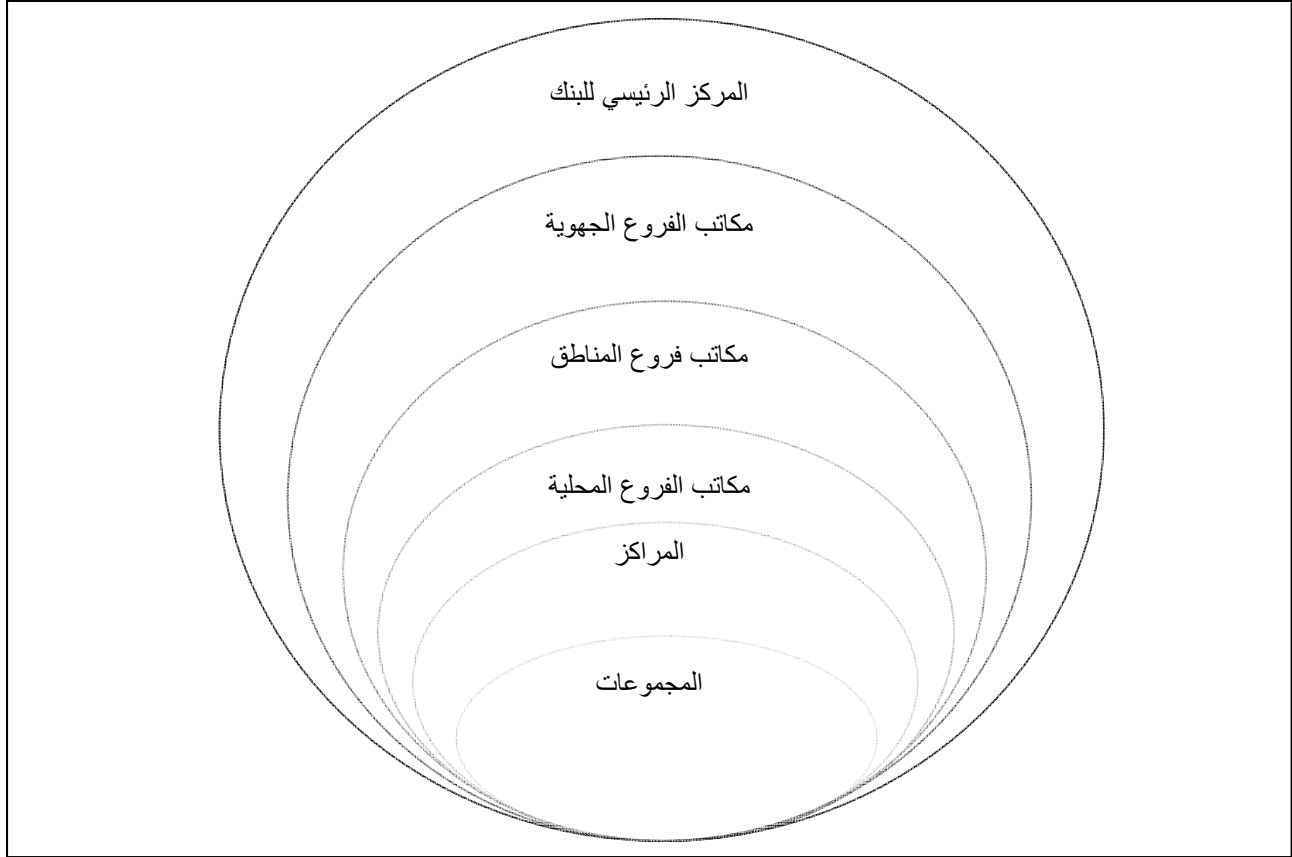 المركز الرئيسي للبنك
مكاتب الفروع الجهوية
مكاتب فروع المناطق
مكاتب الفروع المحلية
المراكز
المجموعات